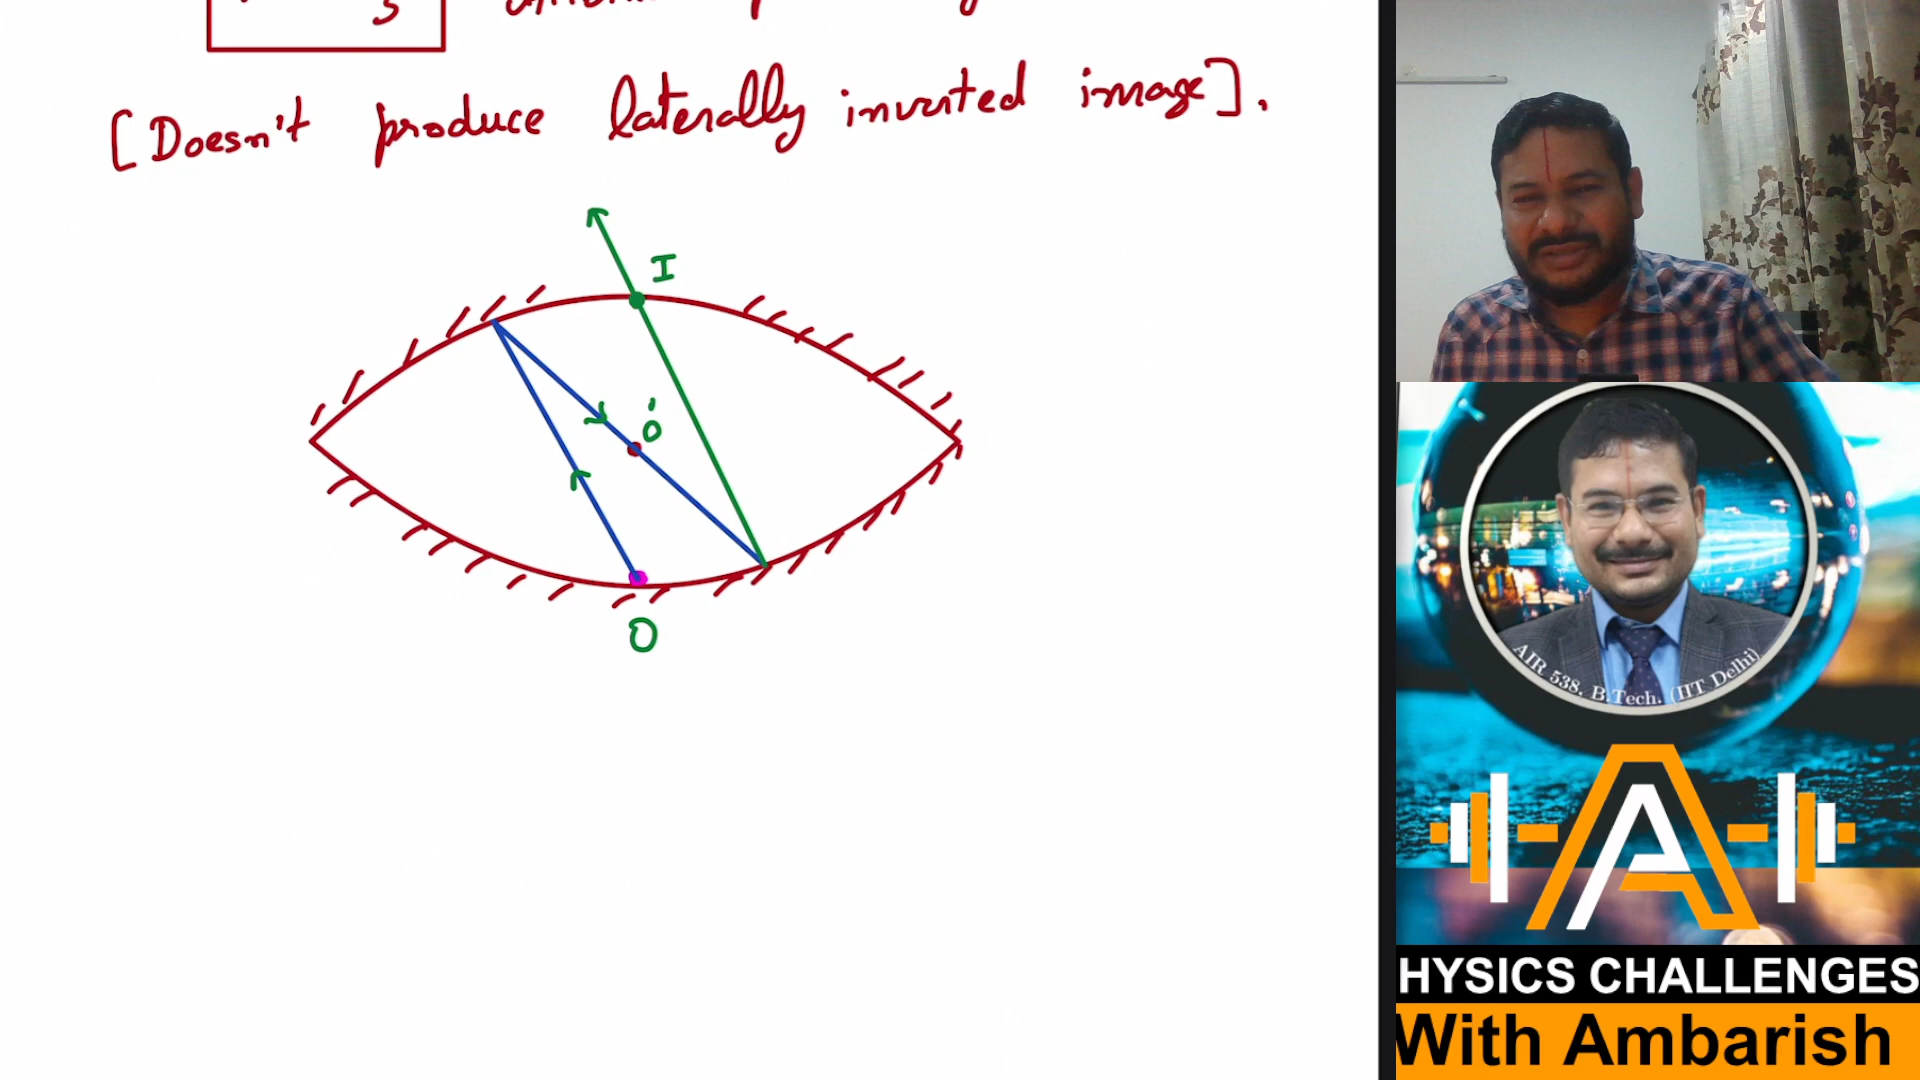 [Doesn't produce laterally inverted image].
I
O'
O
AIR 538, B.Tech. (IIT Delhi)
HYSICS CHALLENGES
With Ambarish